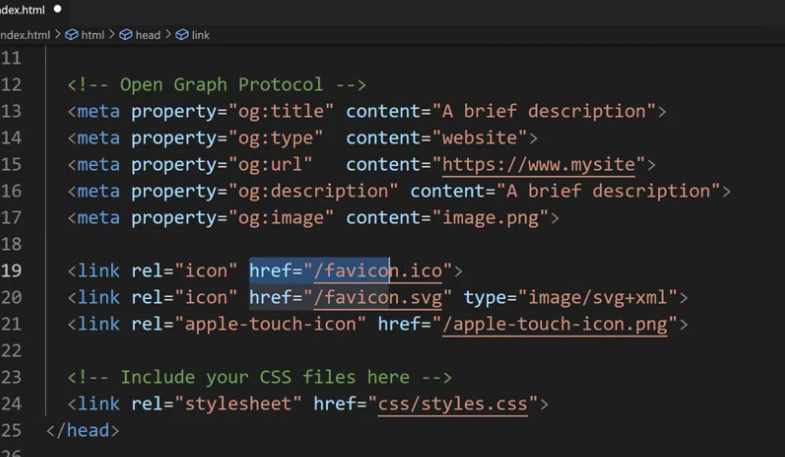 ndex.html
ndex.html > html > head > link
11
12 <!-- Open Graph Protocol -->
13 <meta property="og:title" content="A brief description">
14 <meta property="og:type" content="website">
15 <meta property="og:url" content="https://www.mysite">
16 <meta property="og:description" content="A brief description">
17 <meta property="og:image" content="image.png">
18
19 <link rel="icon" href="/favicon.ico">
20 <link rel="icon" href="/favicon.svg" type="image/svg+xml">
21 <link rel="apple-touch-icon" href="/apple-touch-icon.png">
22
23 <!-- Include your CSS files here -->
24 <link rel="stylesheet" href="css/styles.css">
25 </head>
26